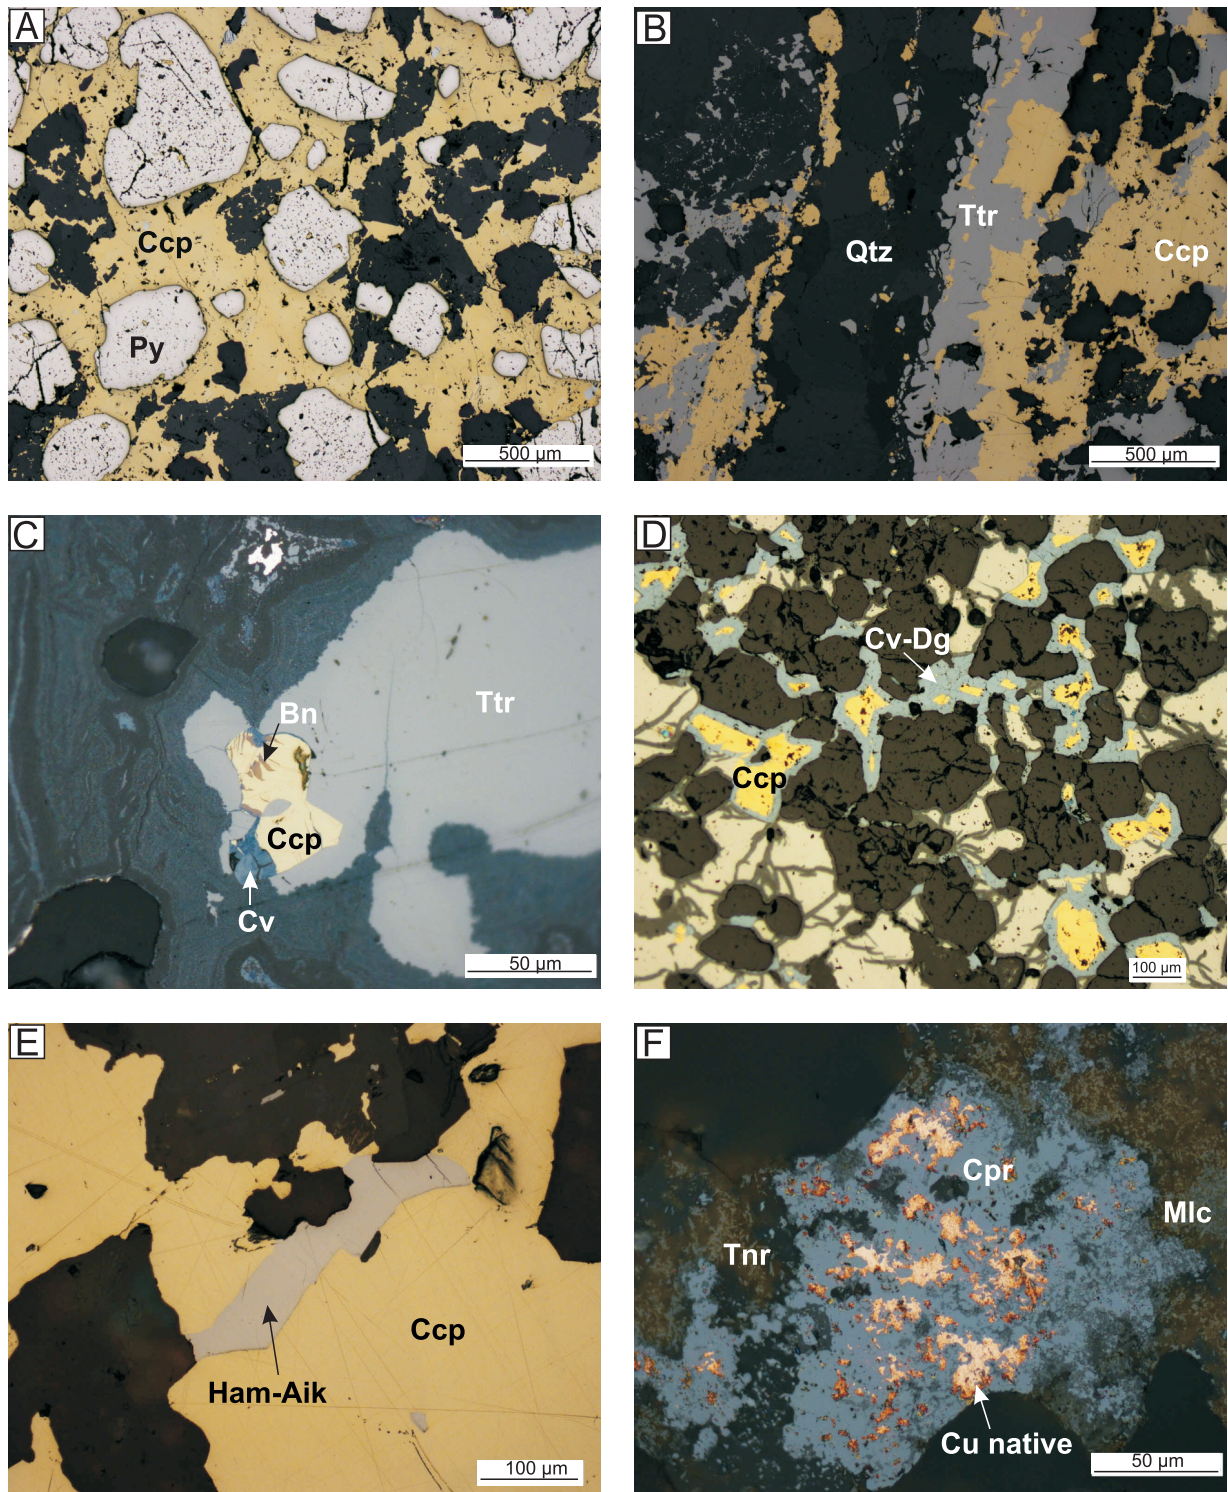 A
Ccp
Py
500 µm
B
Ttr
Qtz
Ccp
500 µm
C
Bn
Ttr
Ccp
Cv
50 µm
D
Cv-Dg
Ccp
100 µm
E
Ccp
Ham-Aik
100 µm
F
Cpr
Mlc
Tnr
Cu native
50 µm